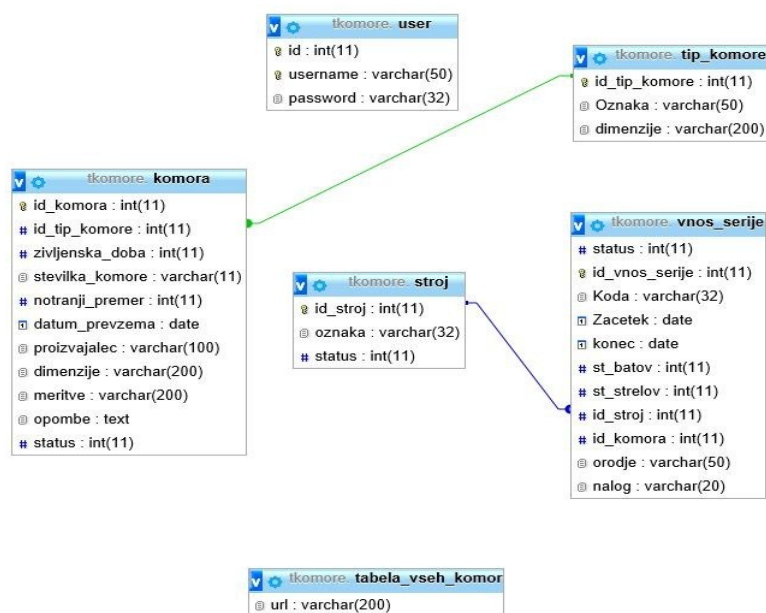 tkomore. user
id : int(11)
username : varchar(50)
password : varchar(32)
tkomore. tip_komore
id_tip_komore : int(11)
Oznaka : varchar(50)
dimenzije : varchar(200)
tkomore. komora
id_komora : int(11)
id_tip_komore : int(11)
zivljenska_doba : int(11)
stevilka_komore : varchar(11)
notranji_premer : int(11)
datum_prevzema : date
proizvajalec : varchar(100)
dimenzije : varchar(200)
meritve : varchar(200)
opombe : text
status : int(11)
tkomore. stroj
id_stroj : int(11)
oznaka : varchar(32)
status : int(11)
tkomore. vnos_serije
status : int(11)
id_vnos_serije : int(11)
Koda : varchar(32)
Zacetek : date
konec : date
st_batov : int(11)
st_strelov : int(11)
id_stroj : int(11)
id_komora : int(11)
orodje : varchar(50)
nalog : varchar(20)
tkomore. tabela_vseh_komor
url : varchar(200)